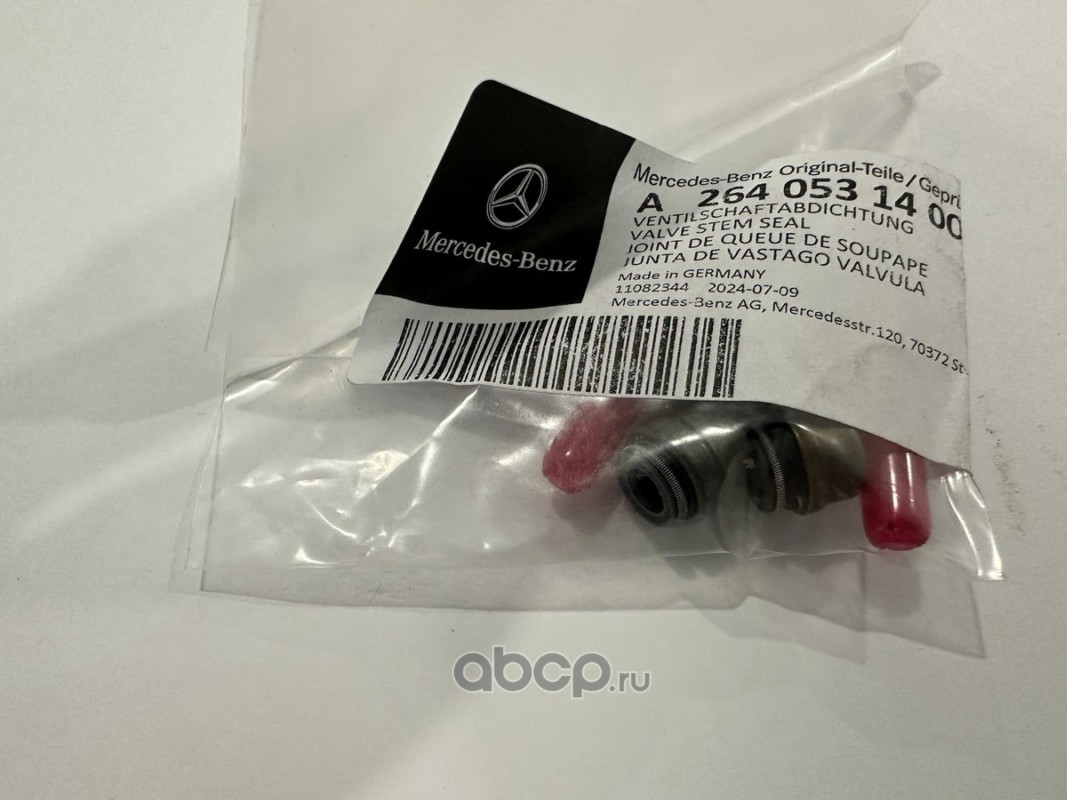 Mercedes-Benz
Mercedes-Benz Original-Teile/Geprü
A 264 053 14 00
VENTILSCHAFTABDICHTUNG
VALVE STEM SEAL
JOINT DE QUEUE DE SOUPAPE
JUNTA DE VASTAGO VALVULA
Made in GERMANY
11082344 2024-07-09
Mercedes-Benz AG, Mercedesstr.120, 70372
abcp.ru